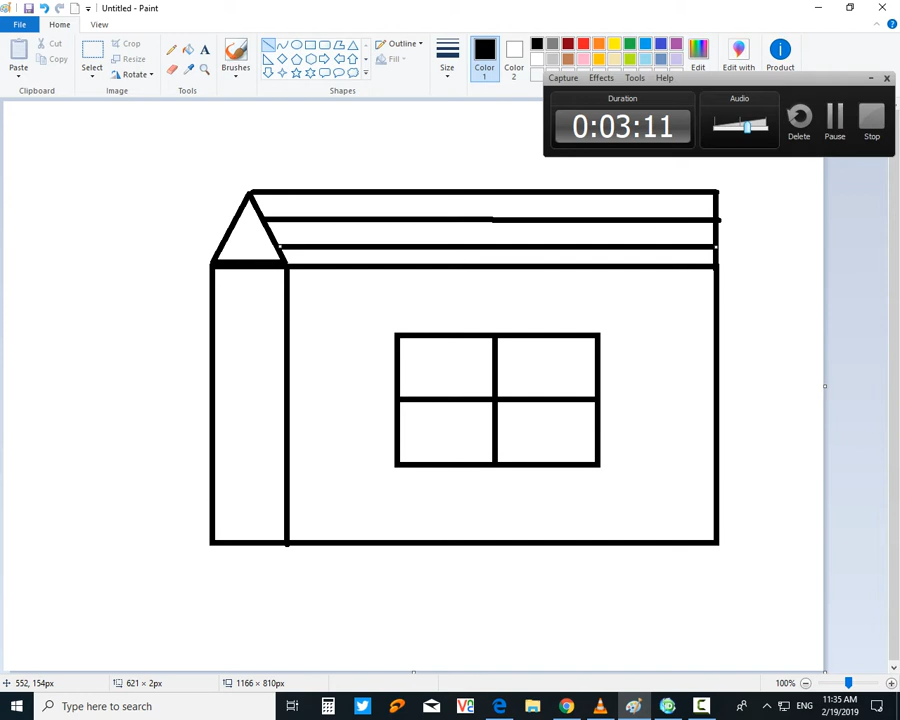 Untitled - Paint
File Home View
Cut
Copy
Paste
Clipboard
Select
Crop
Resize
Rotate
Image
Tools
Brushes
Shapes
Outline
Fill
Size
Color 1
Color 2
Edit
Edit with
Product
Capture Effects Tools Help
Duration
0:03:11
Audio
Delete
Pause
Stop
552, 154px
621 × 2px
1166 × 810px
100%
Type here to search
ENG
11:35 AM
2/19/2019